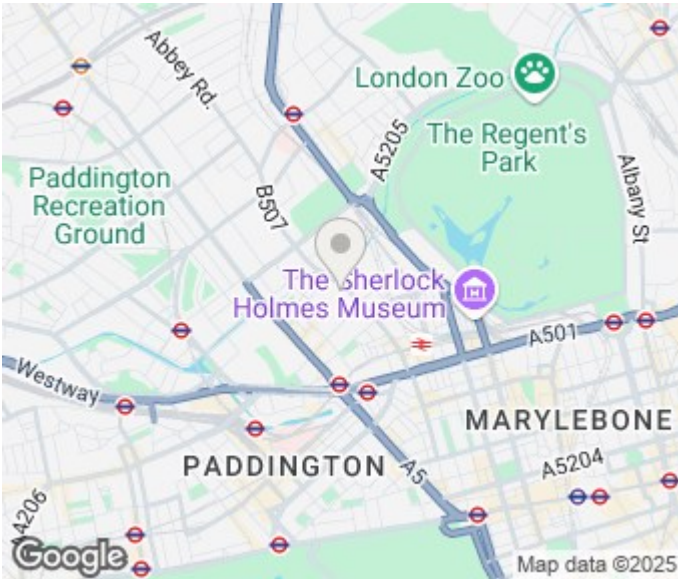 Abbey Rd.
London Zoo
A5205
The Regent's
Park
Albany St
Paddington
Recreation
Ground
B507
The Sherlock
Holmes Museum
A501
Westway
MARYLEBONE
PADDINGTON
A5
A5204
A4206
Google
Map data ©2025